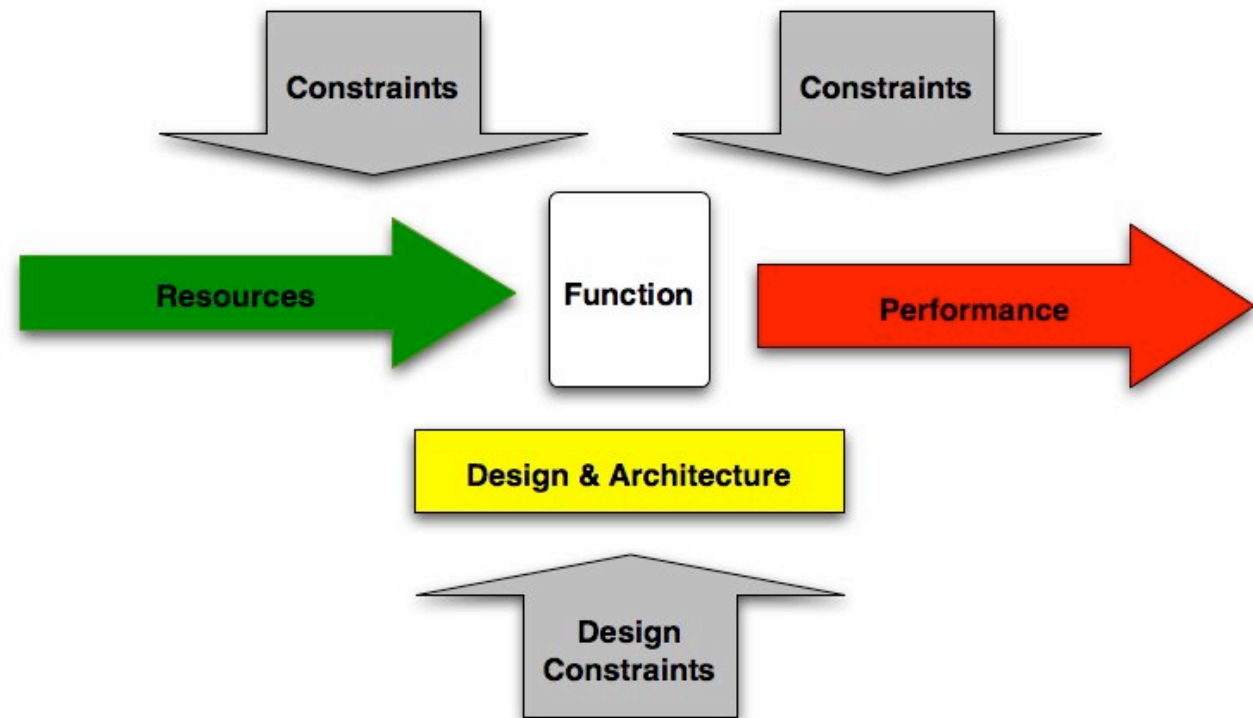 Constraints
Constraints
Resources
Function
Performance
Design & Architecture
Design
Constraints